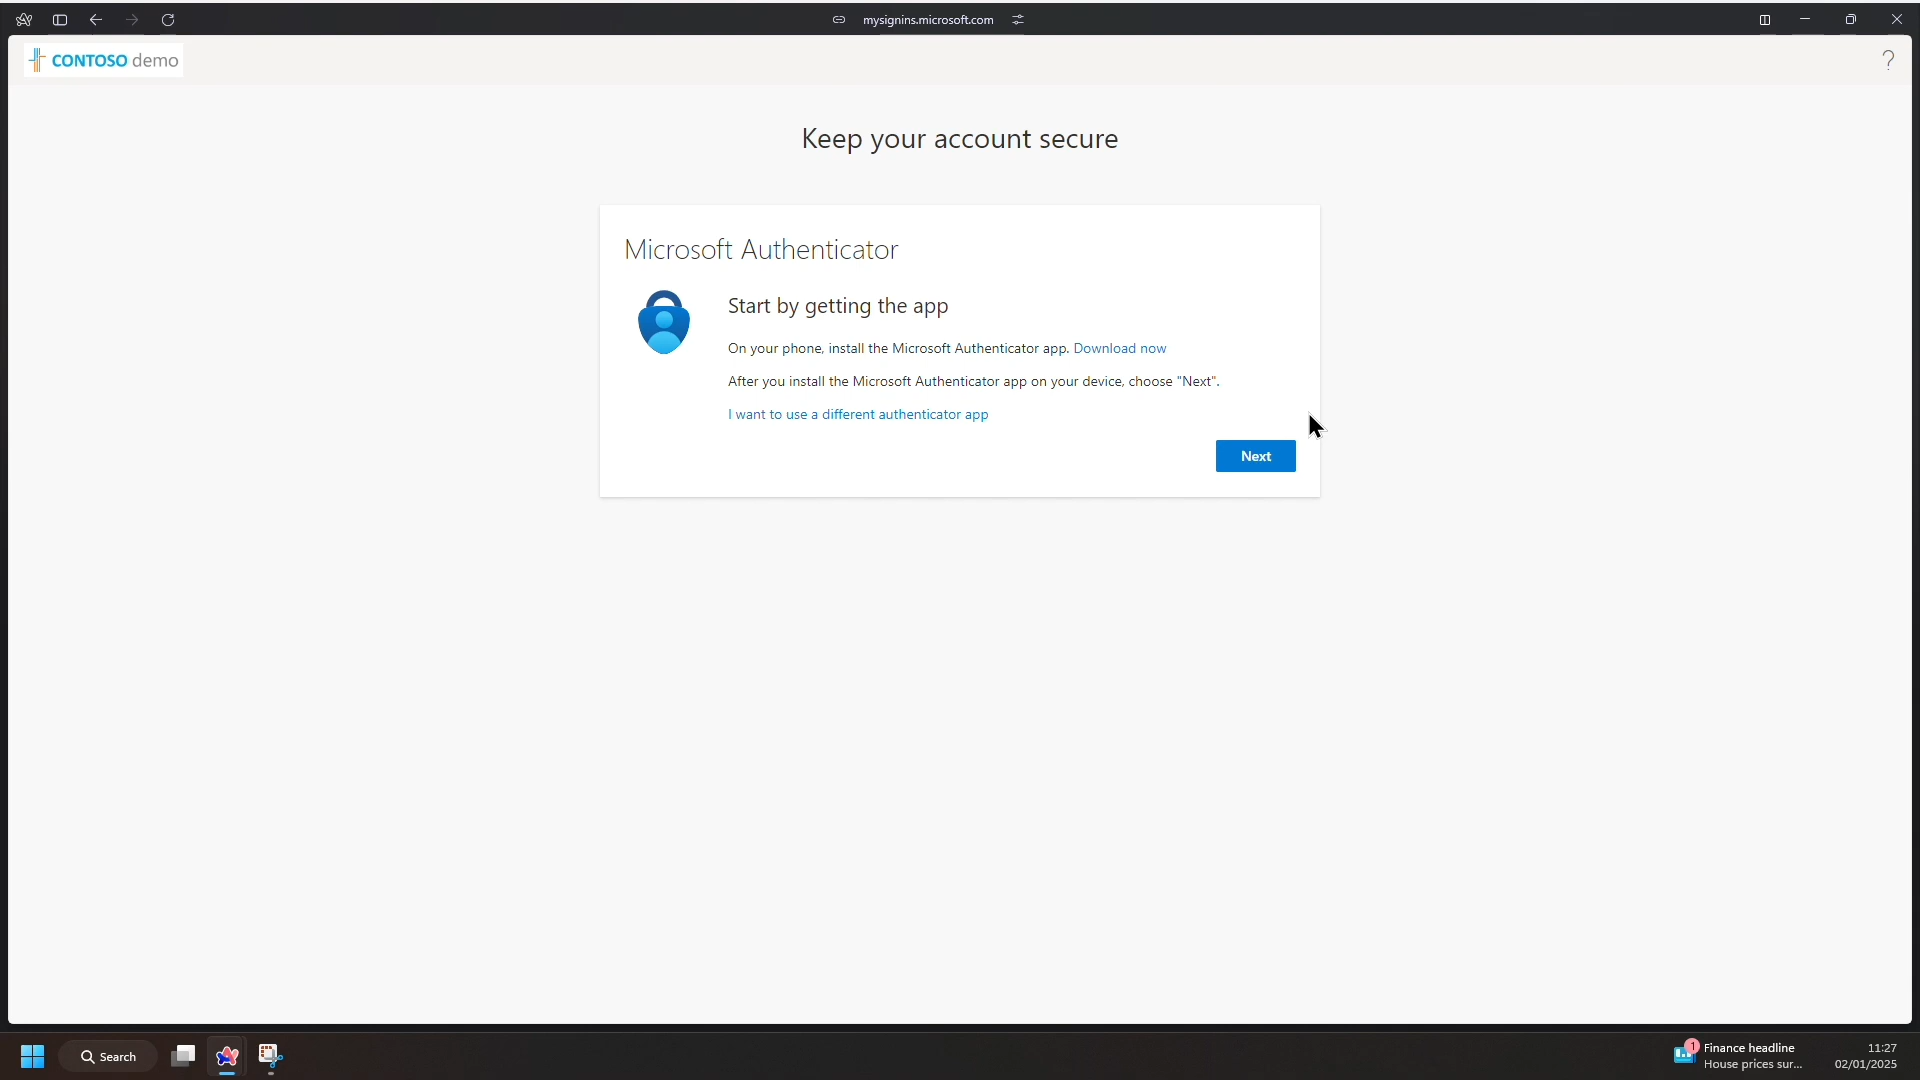 mysignins.microsoft.com
CONTOSO demo
?
Keep your account secure
Microsoft Authenticator
Start by getting the app
On your phone, install the Microsoft Authenticator app. Download now
After you install the Microsoft Authenticator app on your device, choose "Next".
I want to use a different authenticator app
Next
Search
1
Finance headline
House prices sur...
11:27
02/01/2025